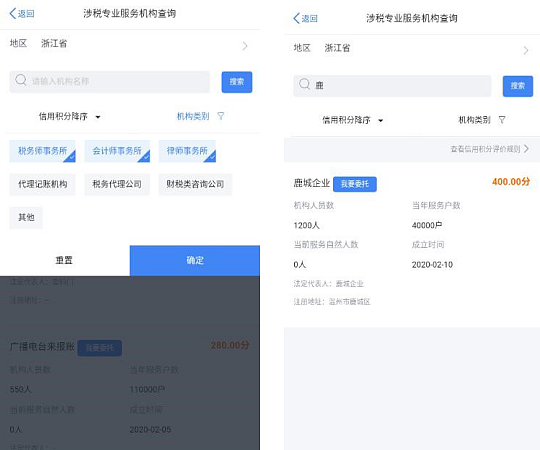 返回
涉税专业服务机构查询
地区 浙江省
请输入机构名称
搜索
信用积分降序
机构类别
税务师事务所
会计师事务所
律师事务所
代理记账机构
税务代理公司
财税类咨询公司
其他
重置
确定
注册地址：-
广播电台来报账
我要委托
280.00分
机构人员数
当年服务户数
550人
110000户
当前服务自然人数
成立时间
0人
2020-02-05
法定代表人：
返回
涉税专业服务机构查询
地区 浙江省
鹿
搜索
信用积分降序
机构类别
查看信用积分评价规则
鹿城企业
我要委托
400.00分
机构人员数
当年服务户数
1200人
40000户
当前服务自然人数
成立时间
0人
2020-02-10
法定代表人：鹿城企业
注册地址：温州市鹿城区